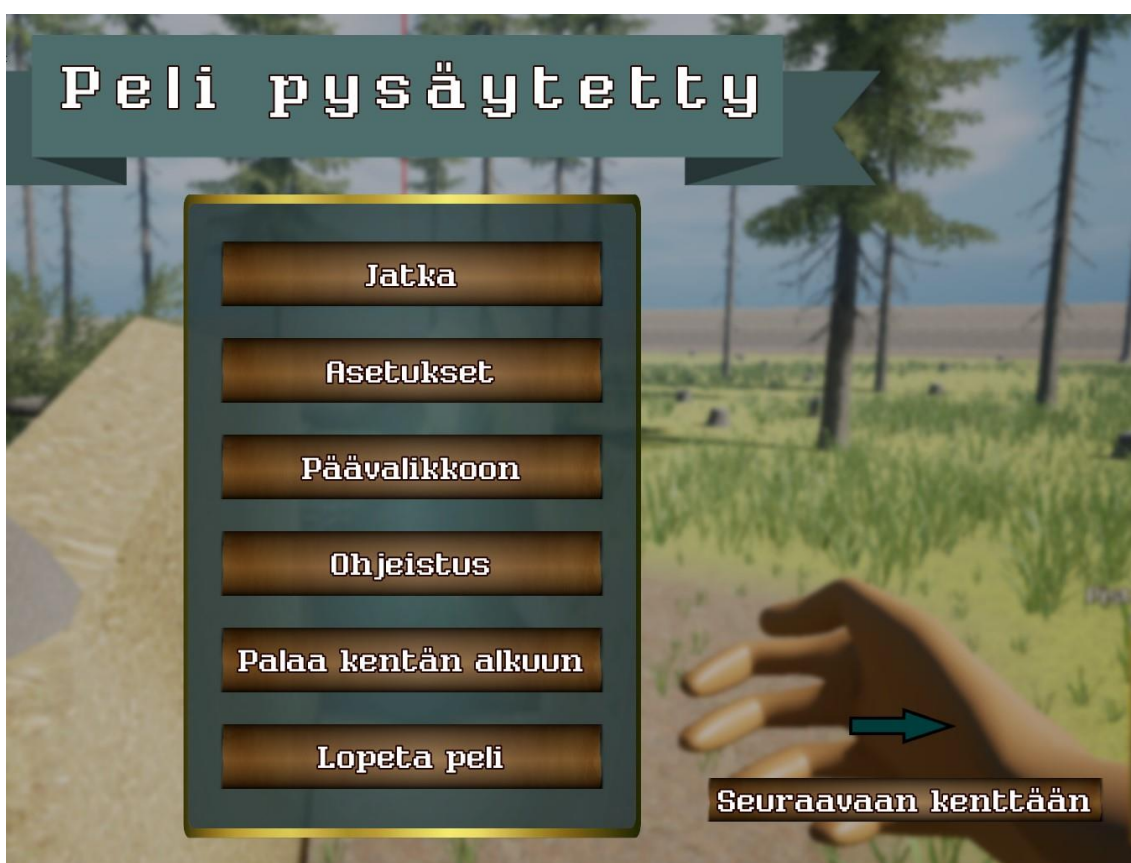 Peli pysäytetty
Jatka
Asetukset
Päävalikkoon
Ohjeistus
Palaa kentän alkuun
Lopeta peli
Seuraavaan kenttään